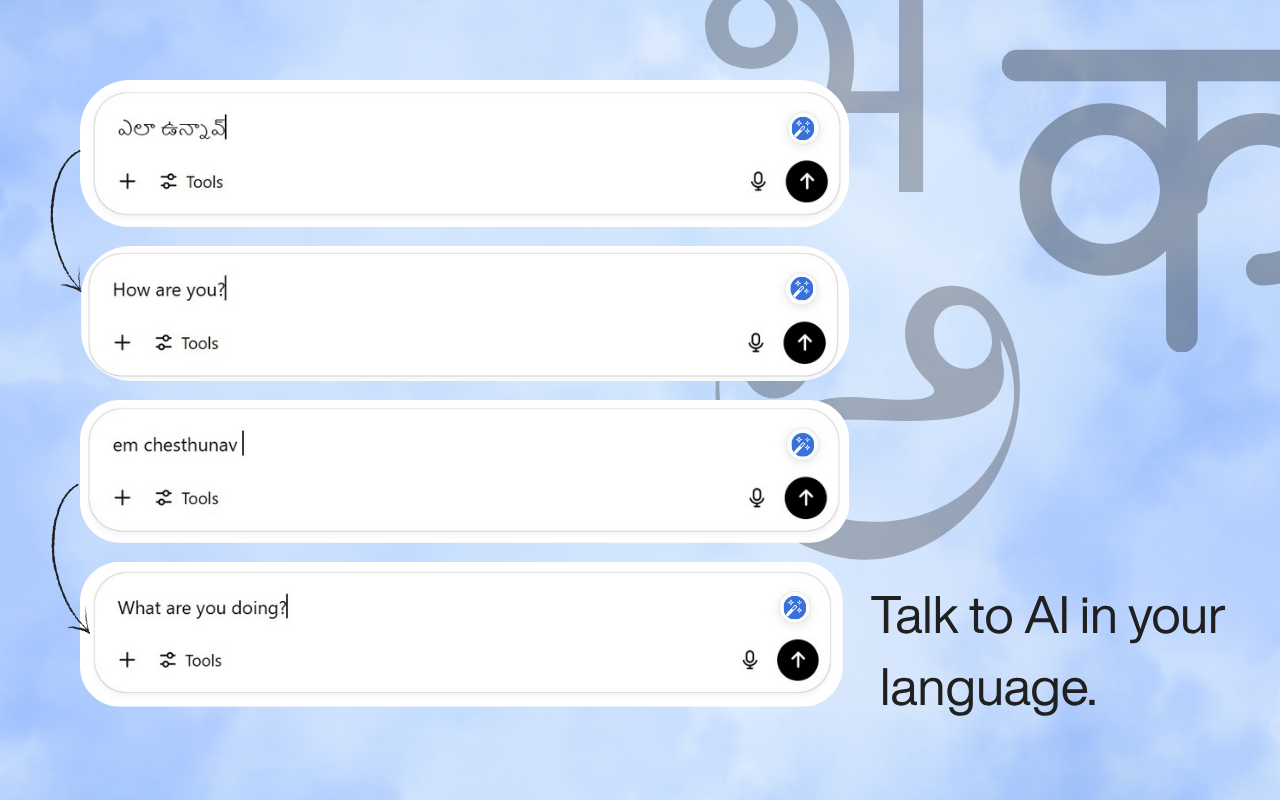 ఎలా ఉన్నావ్
Tools
How are you?
Tools
em chesthunav
Tools
What are you doing?
Tools
Talk to AI in your
language.
क